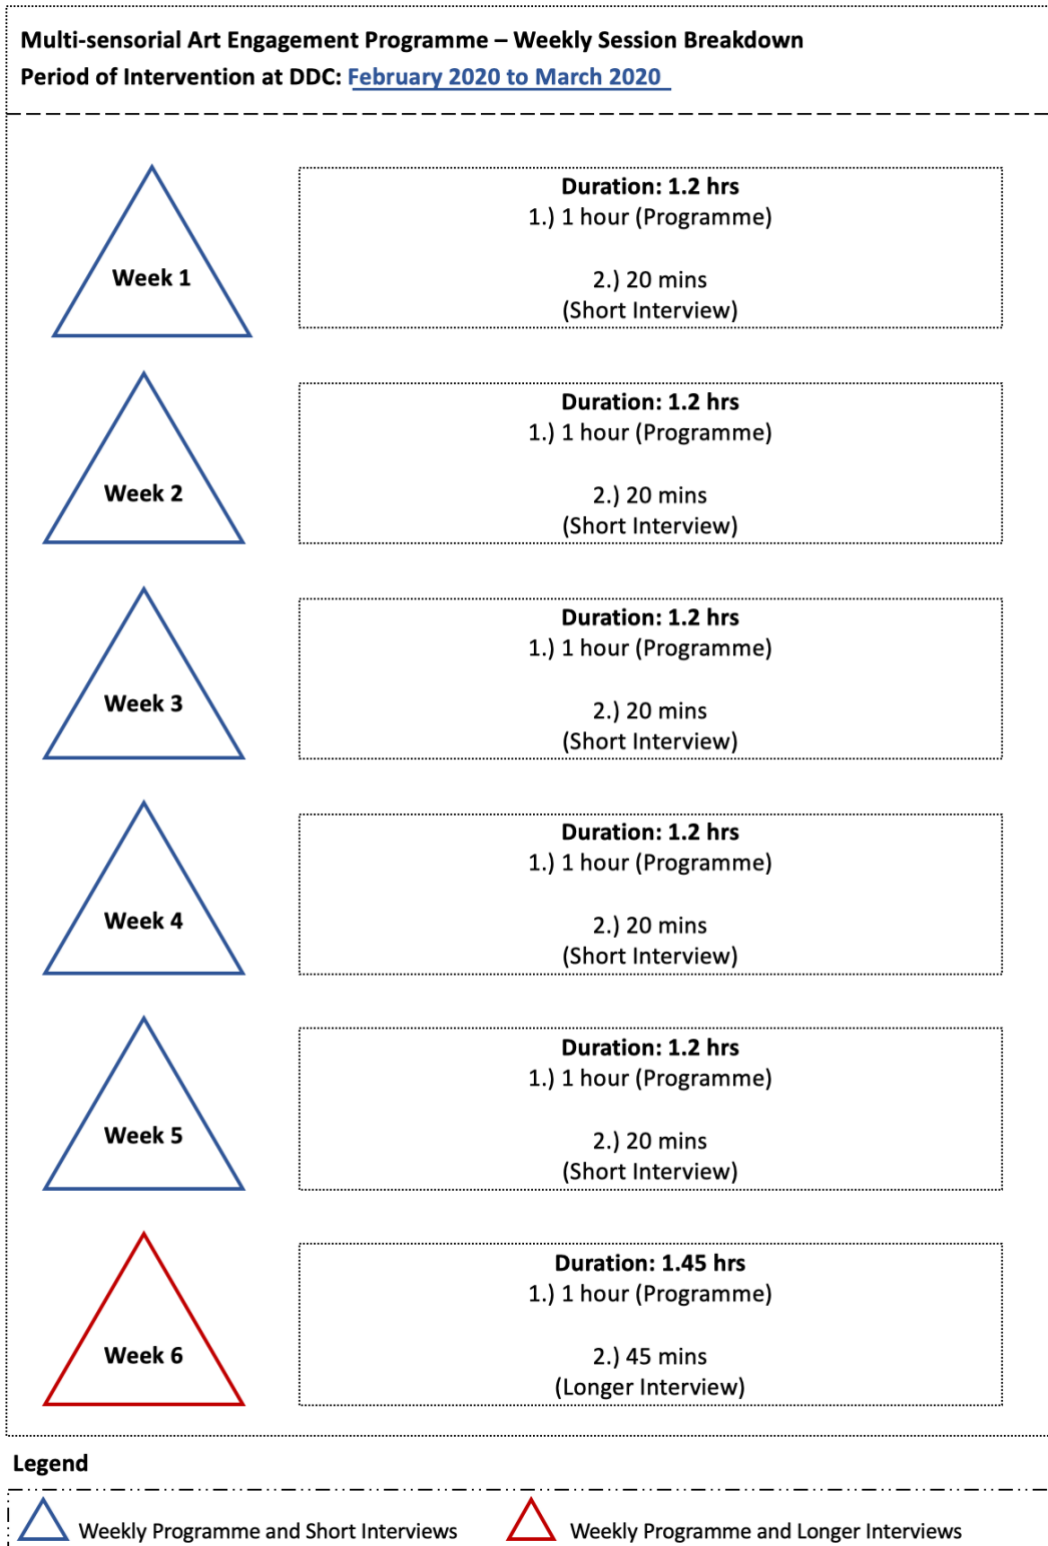 Multi-sensorial Art Engagement Programme – Weekly Session Breakdown
Period of Intervention at DDC: February 2020 to March 2020
Week 1
Duration: 1.2 hrs
1.) 1 hour (Programme)
2.) 20 mins
(Short Interview)
Week 2
Duration: 1.2 hrs
1.) 1 hour (Programme)
2.) 20 mins
(Short Interview)
Week 3
Duration: 1.2 hrs
1.) 1 hour (Programme)
2.) 20 mins
(Short Interview)
Week 4
Duration: 1.2 hrs
1.) 1 hour (Programme)
2.) 20 mins
(Short Interview)
Week 5
Duration: 1.2 hrs
1.) 1 hour (Programme)
2.) 20 mins
(Short Interview)
Week 6
Duration: 1.45 hrs
1.) 1 hour (Programme)
2.) 45 mins
(Longer Interview)
Legend
Weekly Programme and Short Interviews
Weekly Programme and Longer Interviews